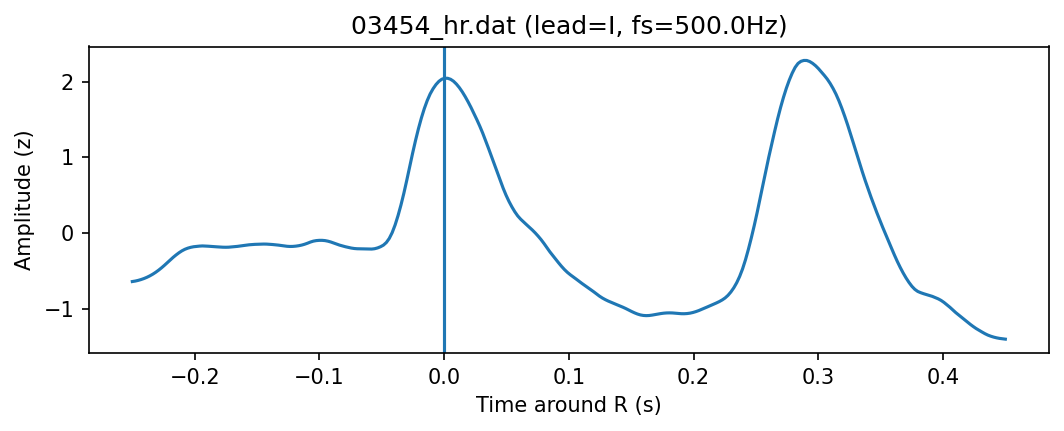 03454_hr.dat (lead=I, fs=500.0Hz)
Amplitude (z)
2
1
0
−1
−0.2 −0.1 0.0 0.1 0.2 0.3 0.4
Time around R (s)